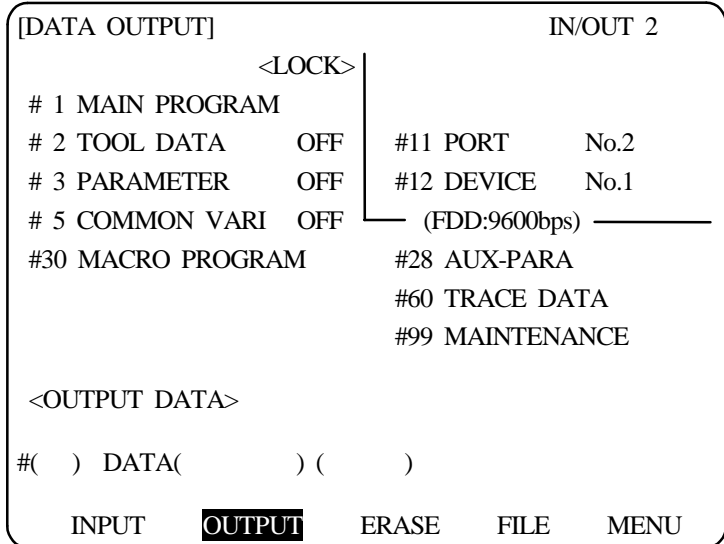 [DATA OUTPUT] IN/OUT 2
<LOCK>
# 1 MAIN PROGRAM
# 2 TOOL DATA OFF #11 PORT No.2
# 3 PARAMETER OFF #12 DEVICE No.1
# 5 COMMON VARI OFF (FDD:9600bps)
#30 MACRO PROGRAM #28 AUX-PARA
#60 TRACE DATA
#99 MAINTENANCE
<OUTPUT DATA>
#( ) DATA( ) ( )
INPUT OUTPUT ERASE FILE MENU